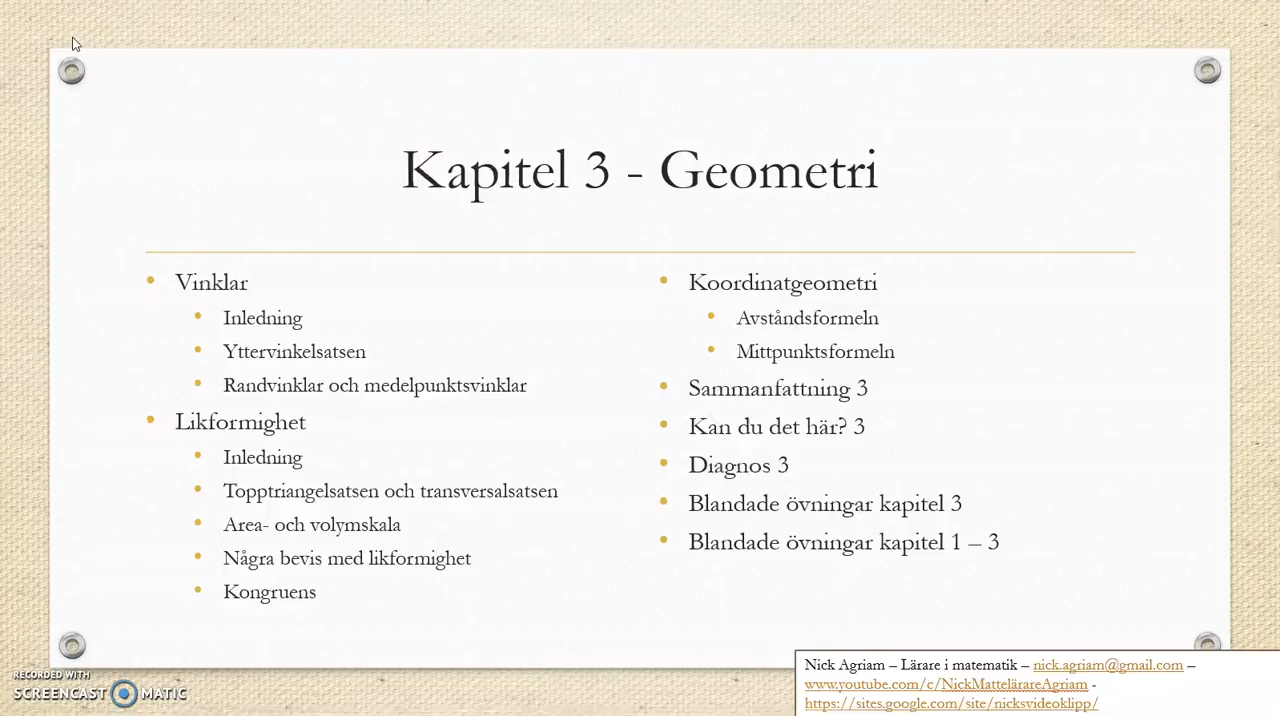 Kapitel 3 - Geometri
Vinklar
Inledning
Yttervinkelsatsen
Randvinklar och medelpunktsvinklar
Likformighet
Inledning
Topptriangelsatsen och transversalsatsen
Area- och volymskala
Några bevis med likformighet
Kongruens
Koordinatgeometri
Avståndsformeln
Mittpunktsformeln
Sammanfattning 3
Kan du det här? 3
Diagnos 3
Blandade övningar kapitel 3
Blandade övningar kapitel 1 – 3
Nick Agriam – Lärare i matematik – nick.agriam@gmail.com –
www.youtube.com/c/NickMattelärareAgriam -
https://sites.google.com/site/nicksvideoklipp/
RECORDED WITH
SCREENCAST MATIC